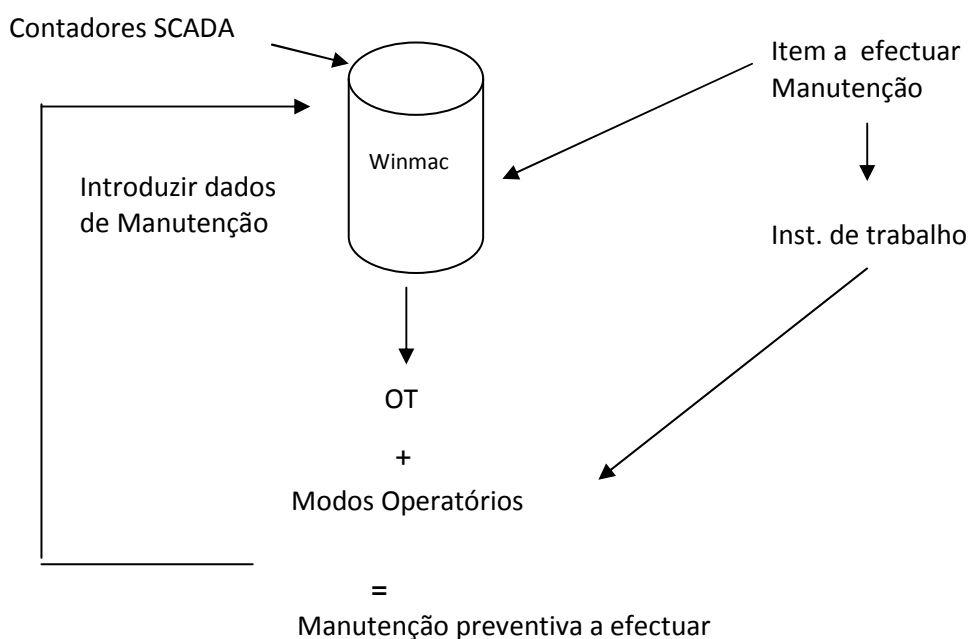 Contadores SCADA
Item a efectuar
Manutenção
Winmac
Introduzir dados
de Manutenção
Inst. de trabalho
OT
+
Modos Operatórios
=
Manutenção preventiva a efectuar